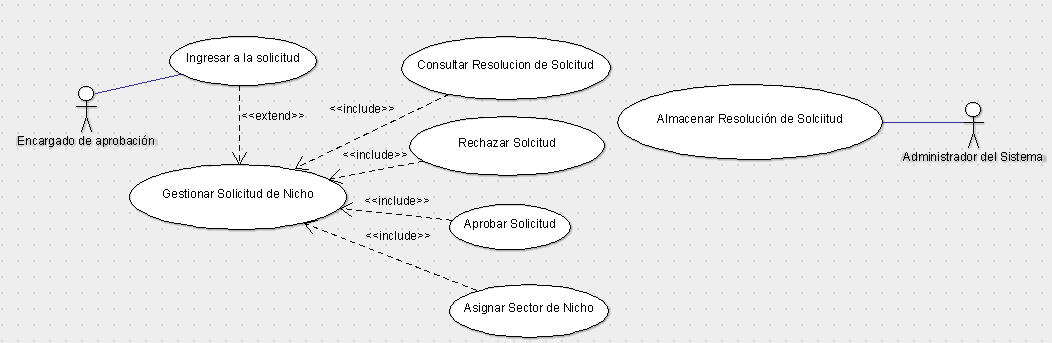 Ingresar a la solicitud
Consultar Resolucion de Solcitud
<<include>>
<<extend>>
Almacenar Resolución de Solciitud
Encargado de aprobación
Rechazar Solcitud
<<include>>
Administrador del Sistema
Gestionar Solicitud de Nicho
<<include>>
Aprobar Solicitud
<<include>>
Asignar Sector de Nicho